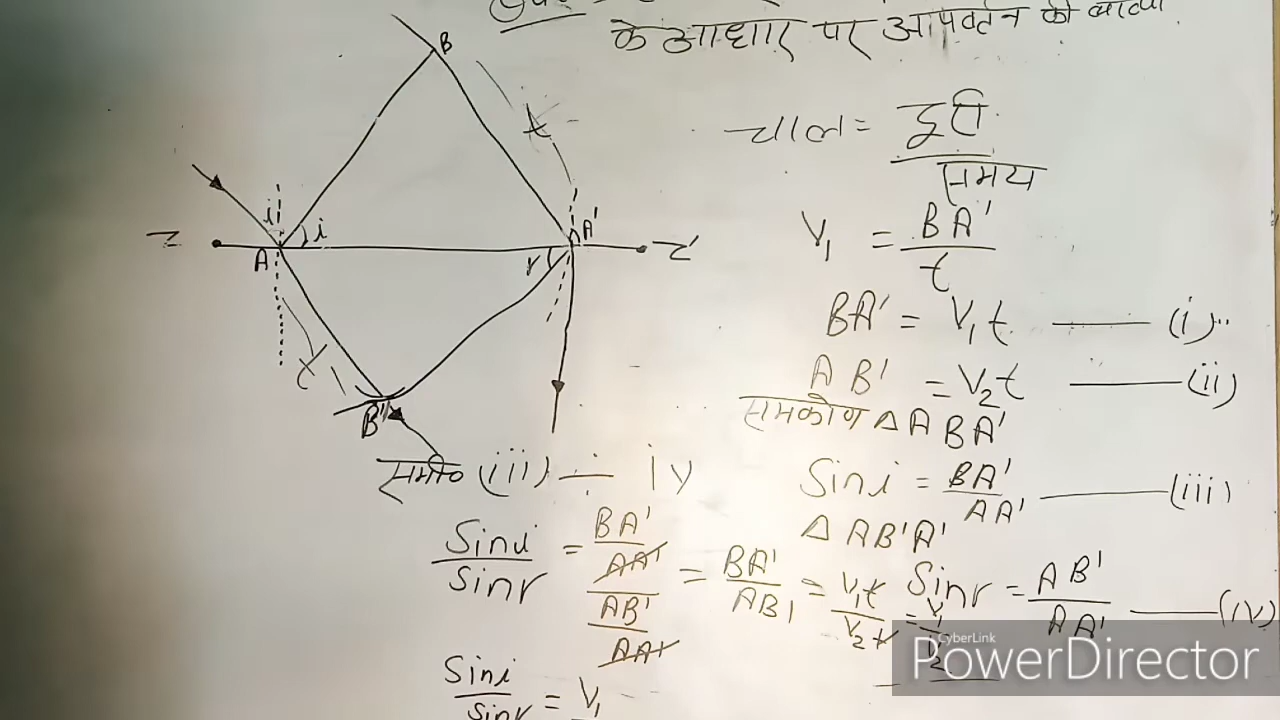 के आधार पर आपवर्तन की
चाल = दूरी / समय
V₁ = BA' / t
BA' = V₁t ——— (i)
AB' = V₂t ——— (ii)
समकोण △ABA'
Sin i = BA' / AA' ——— (iii)
△ AB'A'
Sin r = AB' / AA' ——— (iv)
B
t
i
i
Z
A
r
A'
Z'
t
B'
समी० (iii) ÷ iv
Sin i / Sin r = BA' / AA' / AB' / AA' = BA' / AB' = V₁t / V₂t = V₁ / V₂
Sin i / Sin r = V₁
CyberLink
PowerDirector